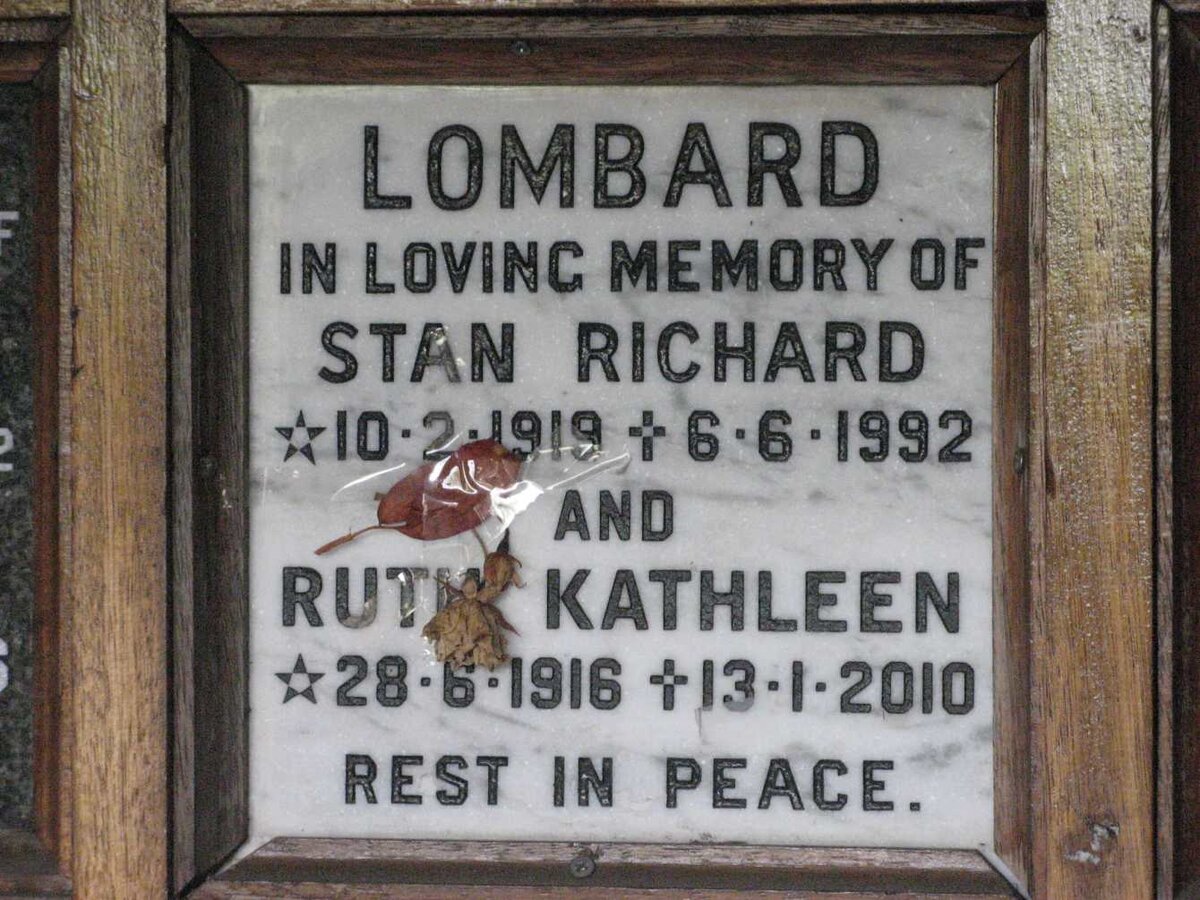 LOMBARD
IN LOVING MEMORY OF
STAN RICHARD
☆10·2·1919 ✝6·6·1992
AND
RUTH KATHLEEN
☆28·6·1916 ✝13·1·2010
REST IN PEACE.